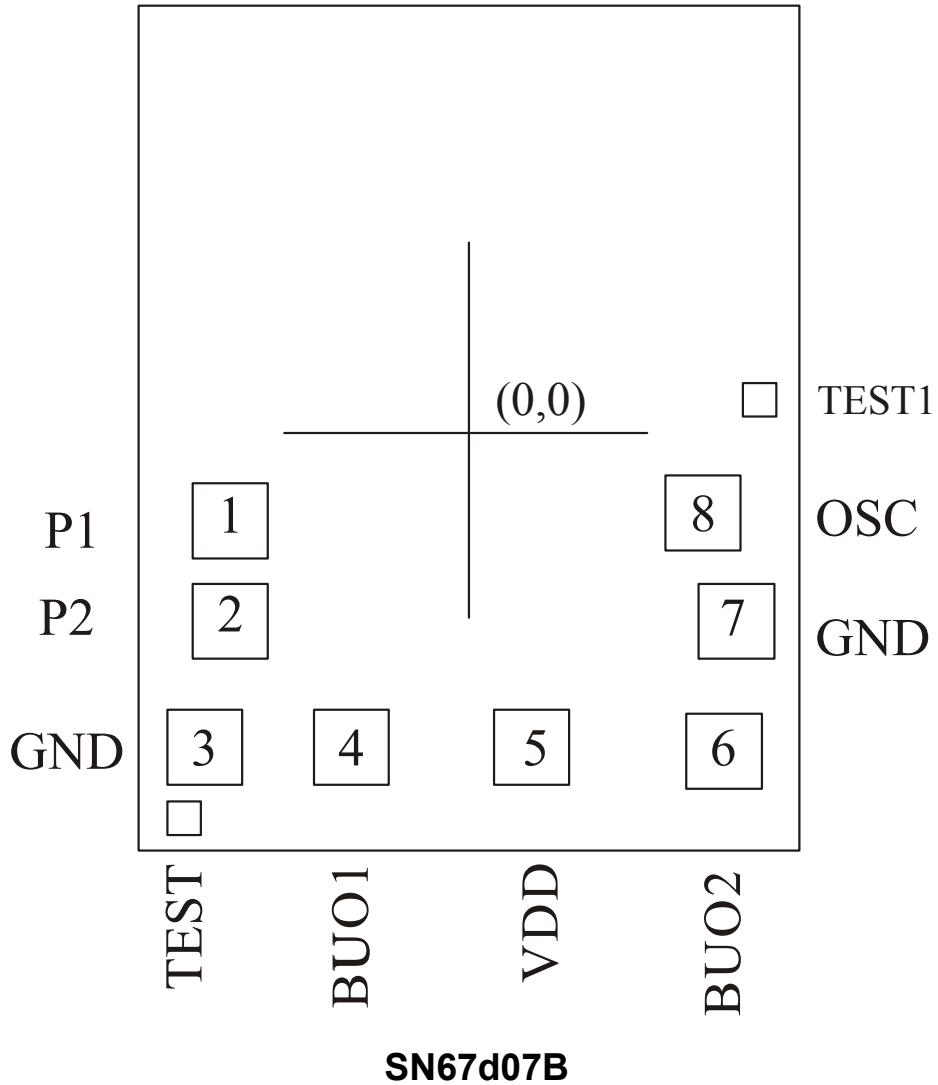 (0,0)
TEST1
P1
1
8
OSC
P2
2
7
GND
GND
3
4
5
6
TEST
BUO1
VDD
BUO2
SN67d07B